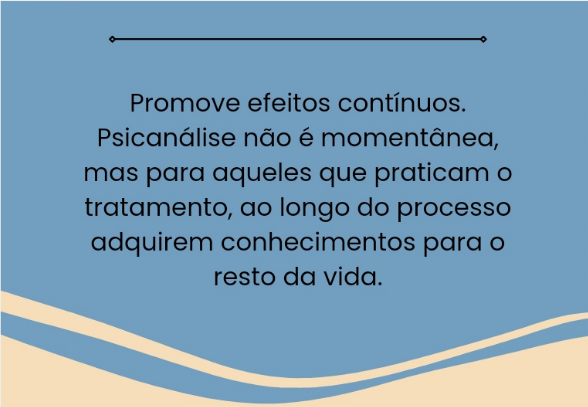 Promove efeitos contínuos.
Psicanálise não é momentânea,
mas para aqueles que praticam o
tratamento, ao longo do processo
adquirem conhecimentos para o
resto da vida.